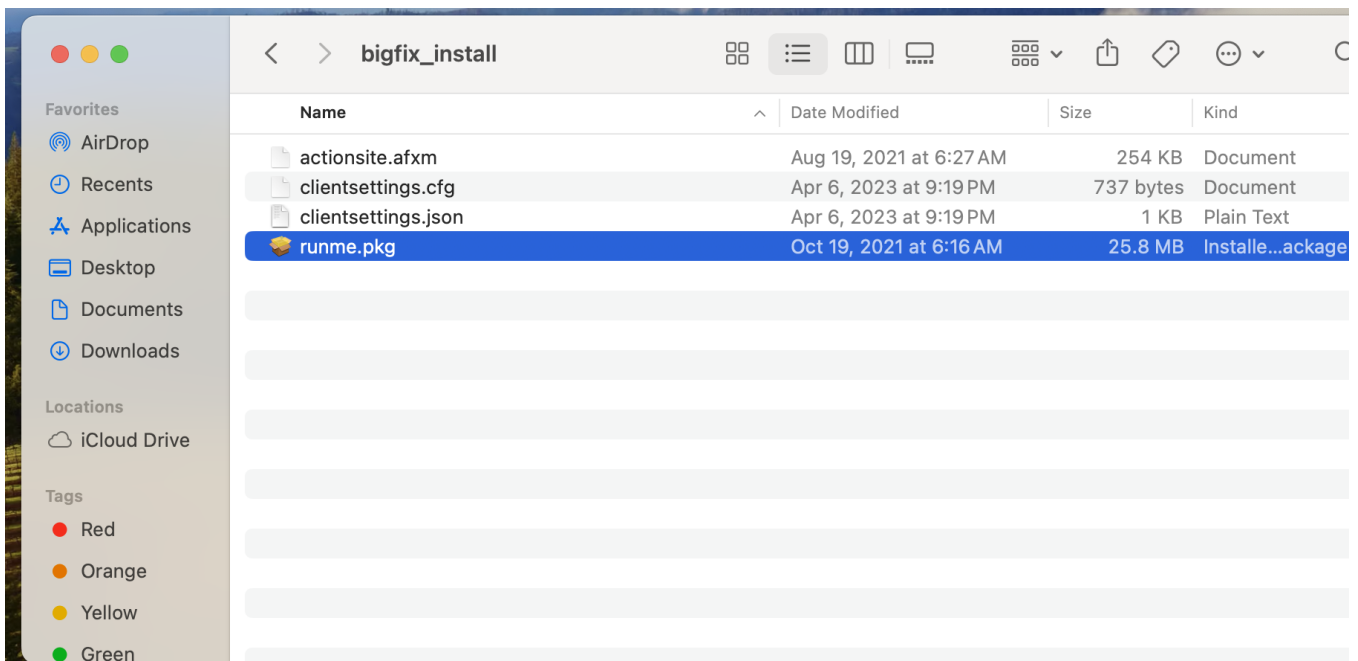 bigfix_install
Favorites
AirDrop
Recents
Applications
Desktop
Documents
Downloads
Locations
iCloud Drive
Tags
Red
Orange
Yellow
Green
Name Date Modified Size Kind
actionsite.afxm Aug 19, 2021 at 6:27 AM 254 KB Document
clientsettings.cfg Apr 6, 2023 at 9:19 PM 737 bytes Document
clientsettings.json Apr 6, 2023 at 9:19 PM 1 KB Plain Text
runme.pkg Oct 19, 2021 at 6:16 AM 25.8 MB Installe...ackage